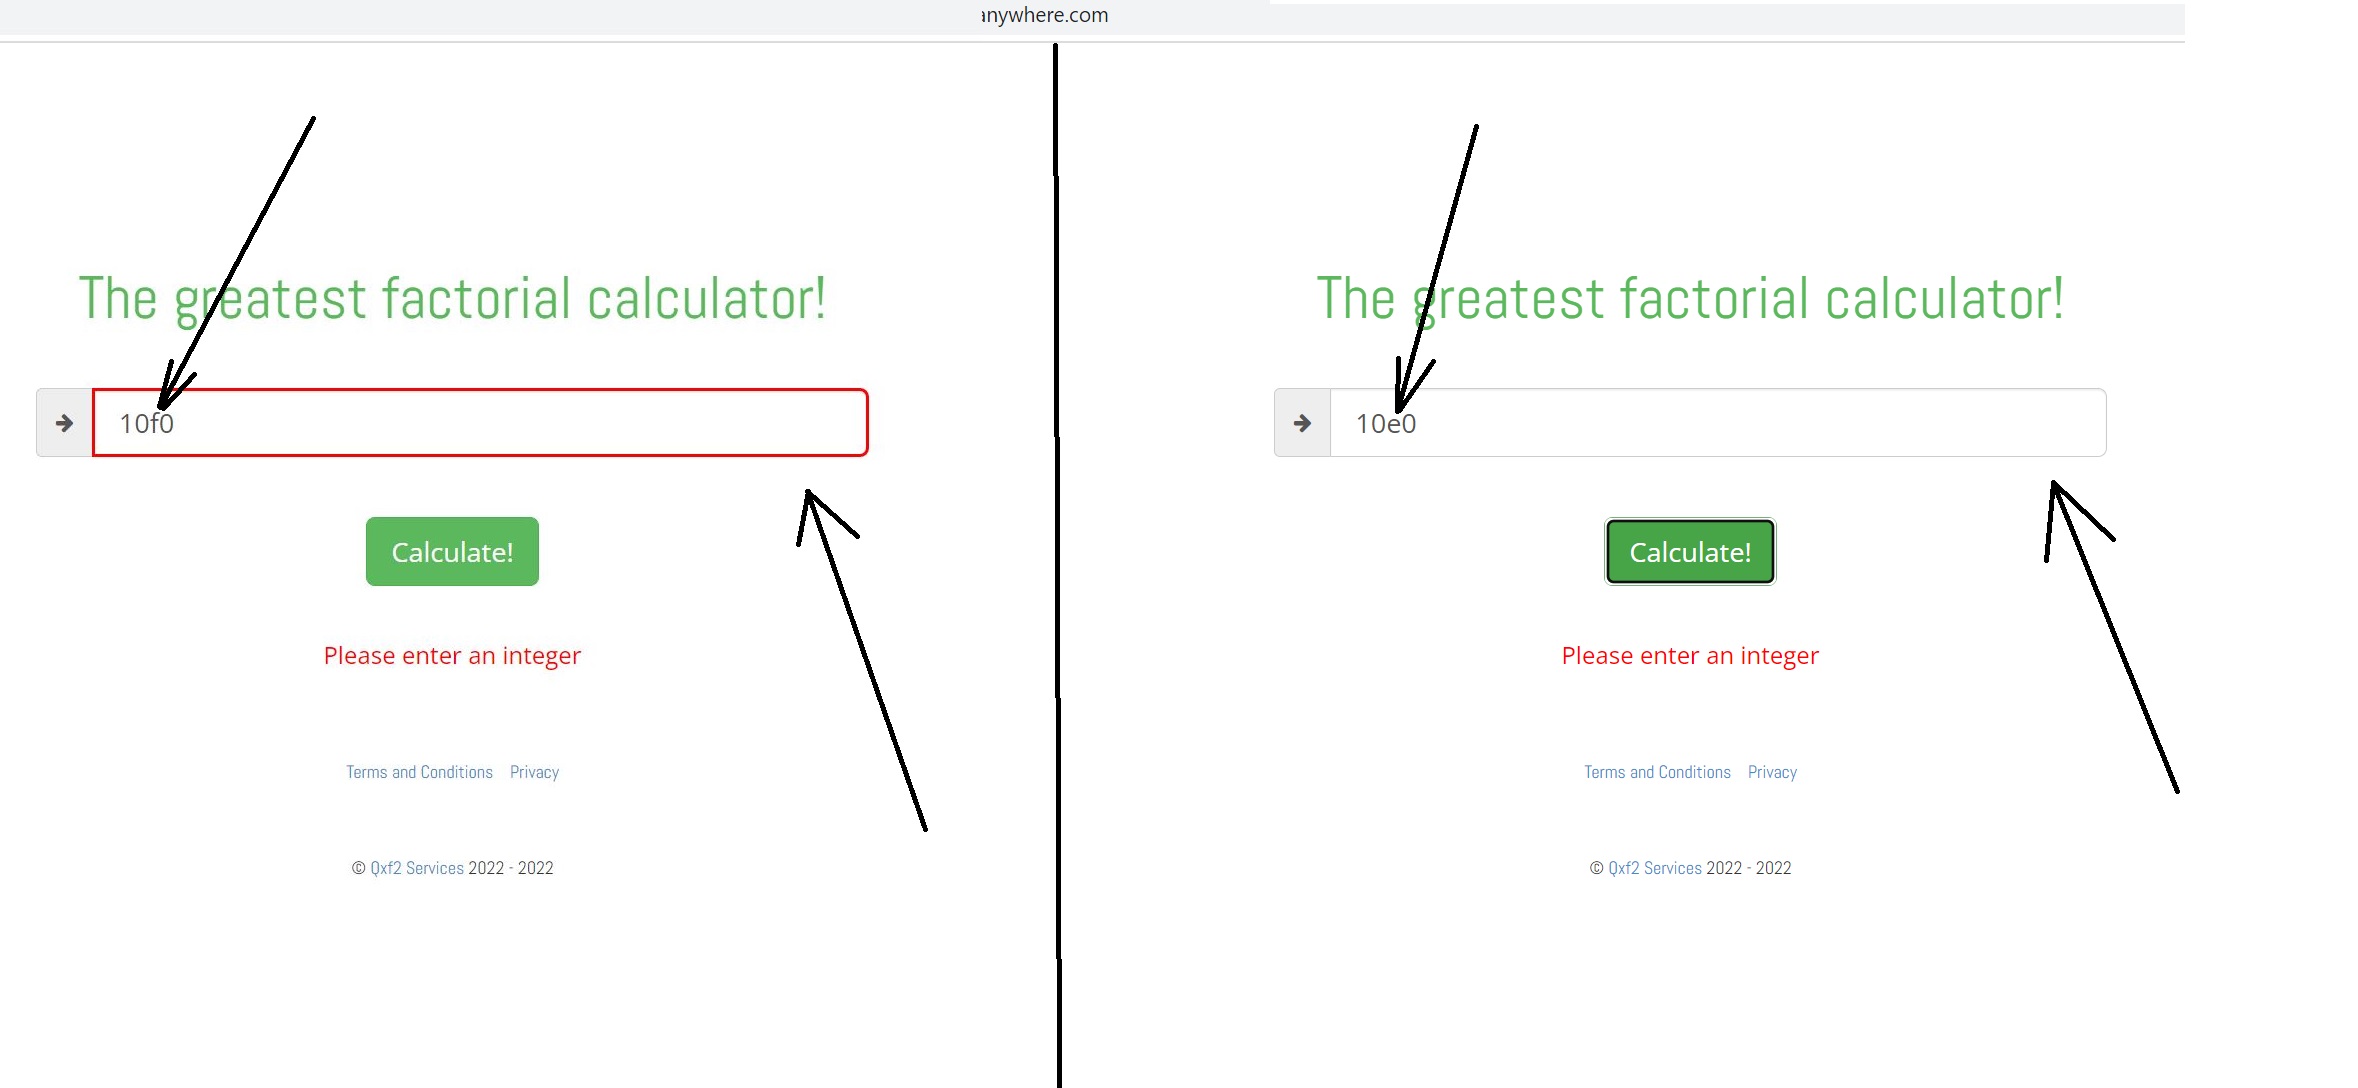 anywhere.com
The greatest factorial calculator!
10f0
Calculate!
Please enter an integer
Terms and Conditions Privacy
© Qxf2 Services 2022 - 2022
The greatest factorial calculator!
10e0
Calculate!
Please enter an integer
Terms and Conditions Privacy
© Qxf2 Services 2022 - 2022